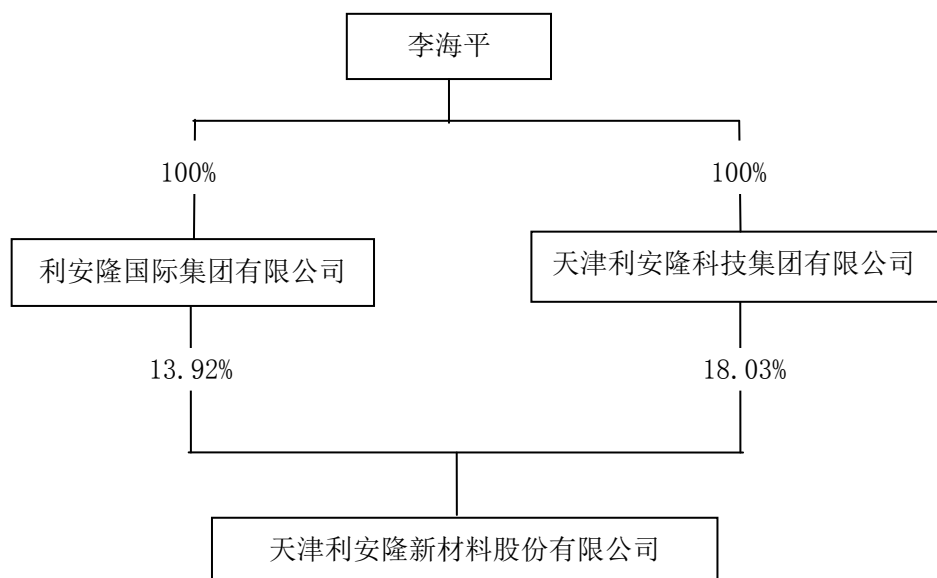 李海平
100%
100%
利安隆国际集团有限公司
天津利安隆科技集团有限公司
13.92%
18.03%
天津利安隆新材料股份有限公司